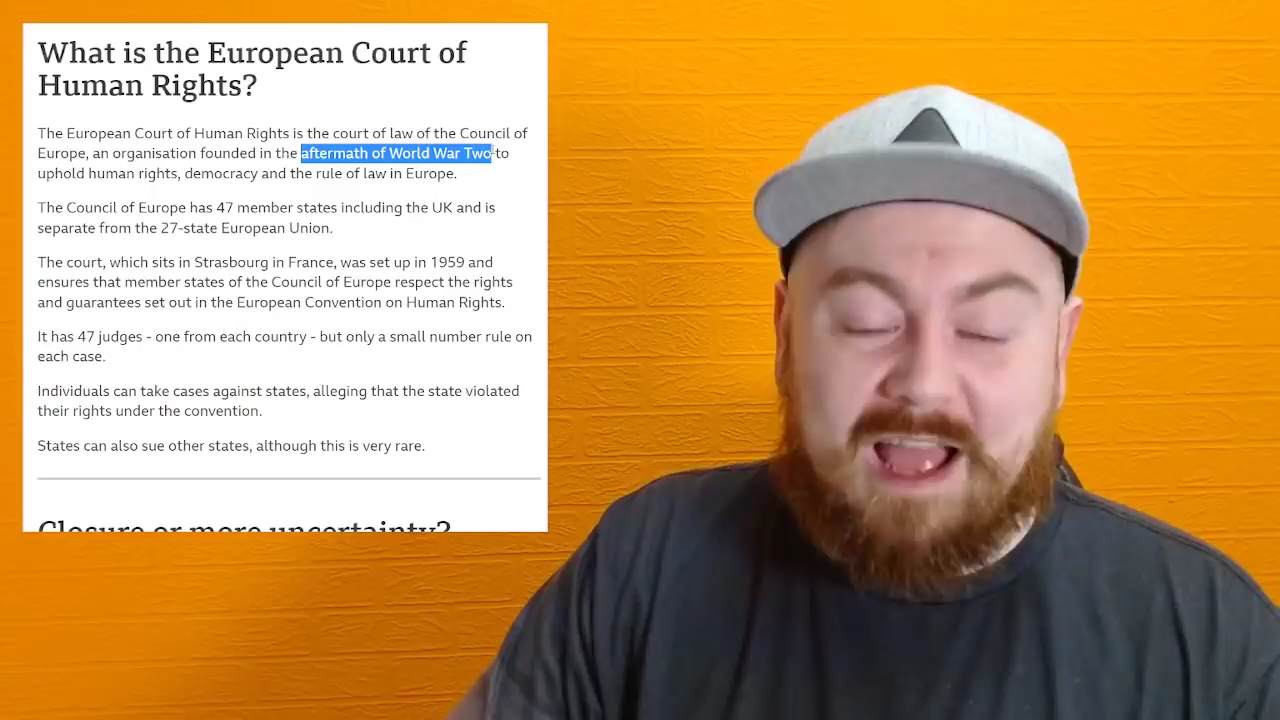 What is the European Court of
Human Rights?
The European Court of Human Rights is the court of law of the Council of
Europe, an organisation founded in the aftermath of World War Two to
uphold human rights, democracy and the rule of law in Europe.
The Council of Europe has 47 member states including the UK and is
separate from the 27-state European Union.
The court, which sits in Strasbourg in France, was set up in 1959 and
ensures that member states of the Council of Europe respect the rights
and guarantees set out in the European Convention on Human Rights.
It has 47 judges - one from each country - but only a small number rule on
each case.
Individuals can take cases against states, alleging that the state violated
their rights under the convention.
States can also sue other states, although this is very rare.
Closure or more uncertainty?